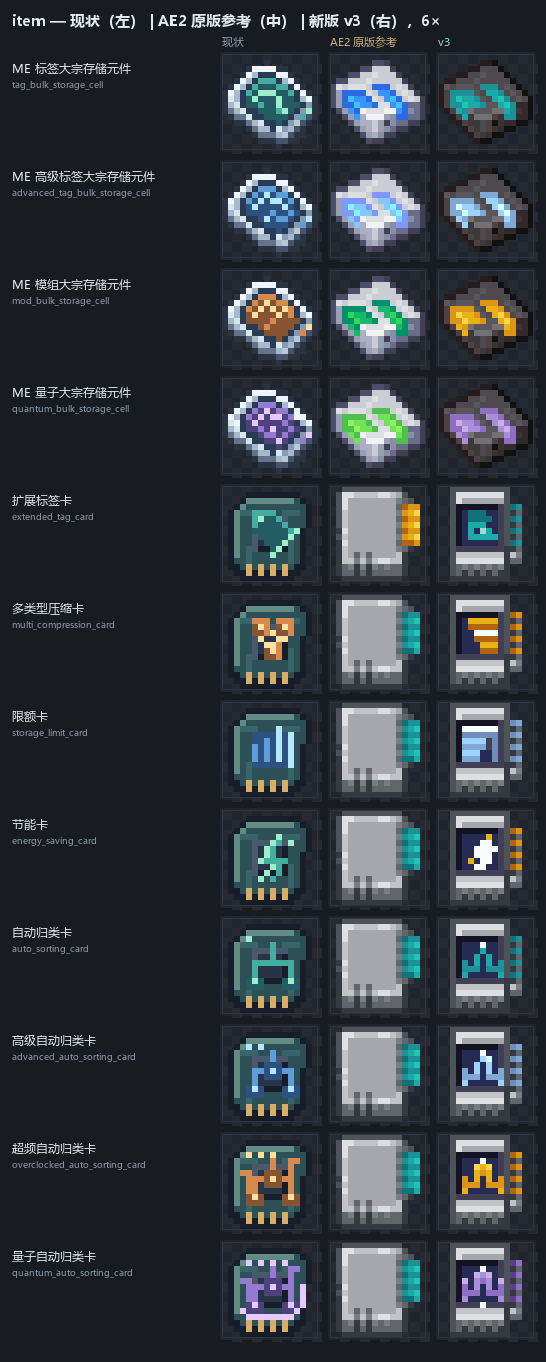 item — 现状（左） | AE2 原版参考（中） | 新版 v3（右）, 6×
现状 AE2 原版参考 v3
ME 标签大宗存储元件
tag_bulk_storage_cell
ME 高级标签大宗存储元件
advanced_tag_bulk_storage_cell
ME 模组大宗存储元件
mod_bulk_storage_cell
ME 量子大宗存储元件
quantum_bulk_storage_cell
扩展标签卡
extended_tag_card
多类型压缩卡
multi_compression_card
限额卡
storage_limit_card
节能卡
energy_saving_card
自动归类卡
auto_sorting_card
高级自动归类卡
advanced_auto_sorting_card
超频自动归类卡
overclocked_auto_sorting_card
量子自动归类卡
quantum_auto_sorting_card